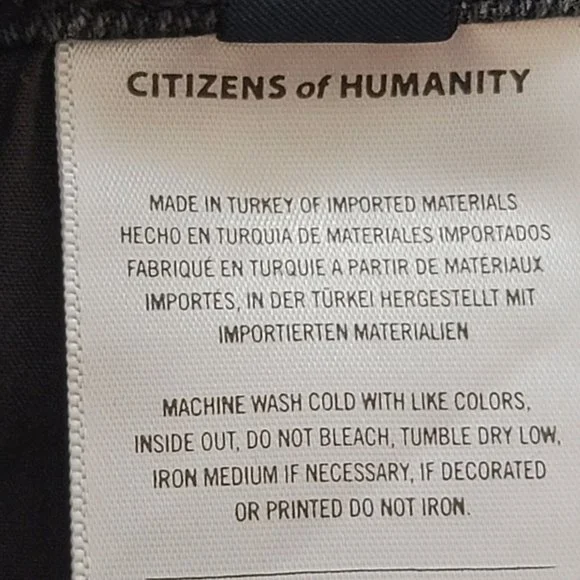 CITIZENS of HUMANITY
MADE IN TURKEY OF IMPORTED MATERIALS
HECHO EN TURQUIA DE MATERIALES IMPORTADOS
FABRIQUÉ EN TURQUIE A PARTIR DE MATÉRIAUX
IMPORTÉS, IN DER TÜRKEI HERGESTELLT MIT
IMPORTIERTEN MATERIALIEN
MACHINE WASH COLD WITH LIKE COLORS,
INSIDE OUT, DO NOT BLEACH, TUMBLE DRY LOW,
IRON MEDIUM IF NECESSARY, IF DECORATED
OR PRINTED DO NOT IRON.